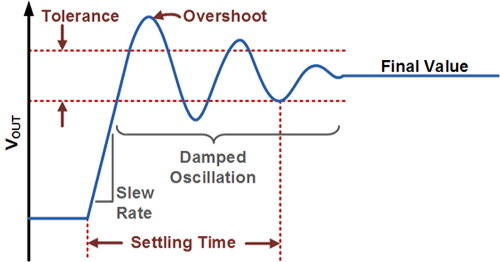 Tolerance
Overshoot
Final Value
VOUT
Damped
Oscillation
Slew
Rate
Settling Time